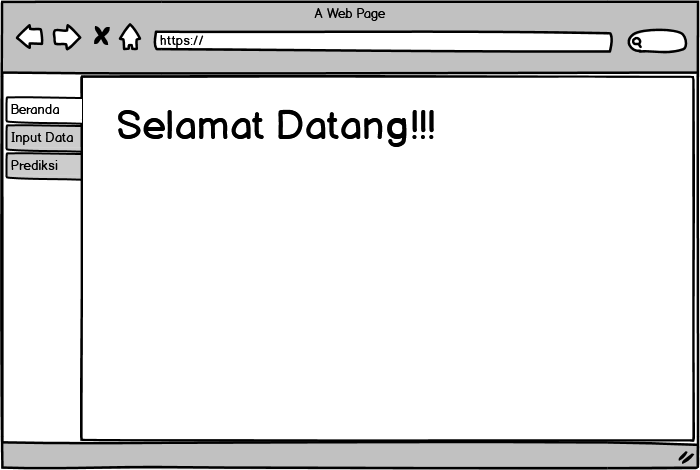 A Web Page
https://
Beranda
Input Data
Prediksi
Selamat Datang!!!